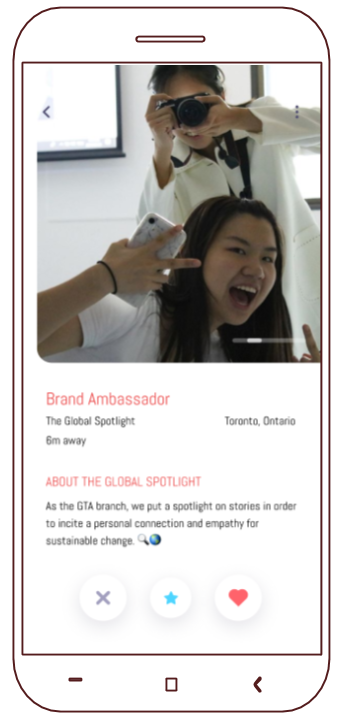 Brand Ambassador
The Global Spotlight Toronto, Ontario
6m away
ABOUT THE GLOBAL SPOTLIGHT
As the GTA branch, we put a spotlight on stories in order
to incite a personal connection and empathy for
sustainable change. 🔍🌎